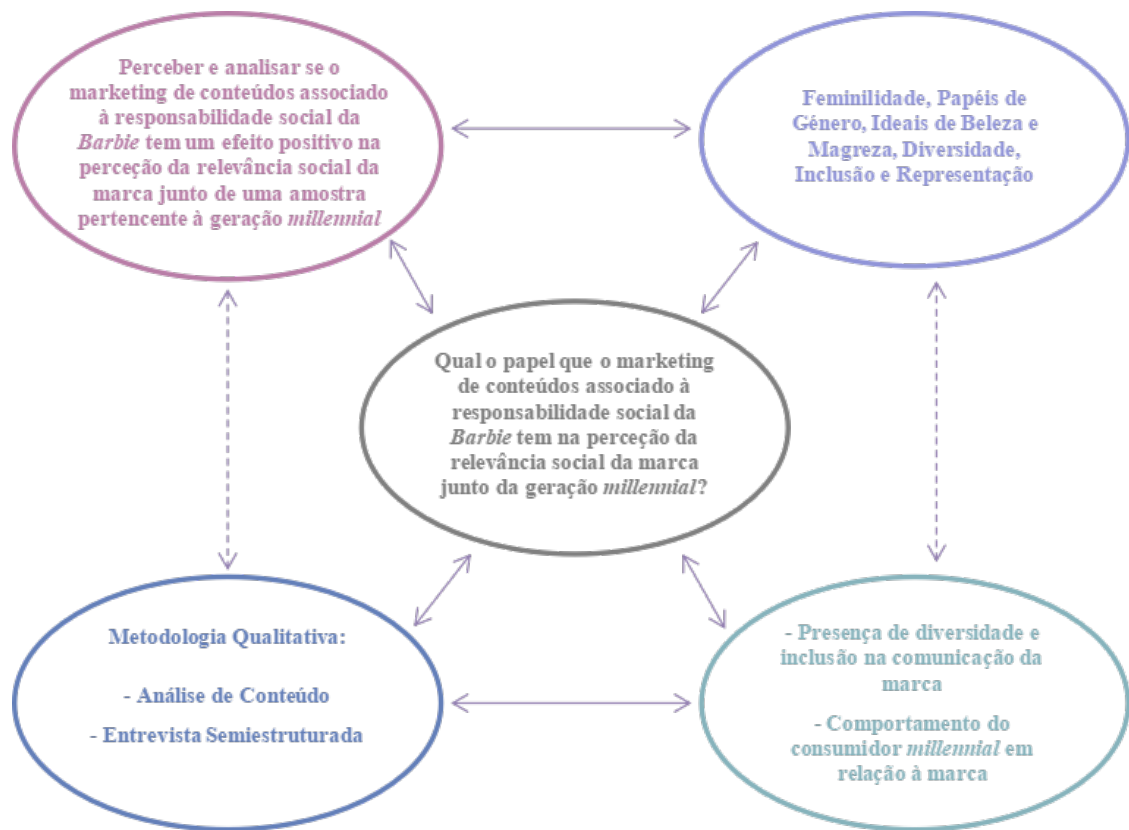 Perceber e analisar se o
marketing de conteúdos associado
à responsabilidade social da
Barbie tem um efeito positivo na
perceção da relevância social da
marca junto de uma amostra
pertencente à geração millennial
Feminilidade, Papéis de
Género, Ideais de Beleza e
Magreza, Diversidade,
Inclusão e Representação
Qual o papel que o marketing
de conteúdos associado à
responsabilidade social da
Barbie tem na perceção da
relevância social da marca
junto da geração millennial?
Metodologia Qualitativa:
- Análise de Conteúdo
- Entrevista Semiestruturada
- Presença de diversidade e
inclusão na comunicação da
marca
- Comportamento do
consumidor millennial em
relação à marca